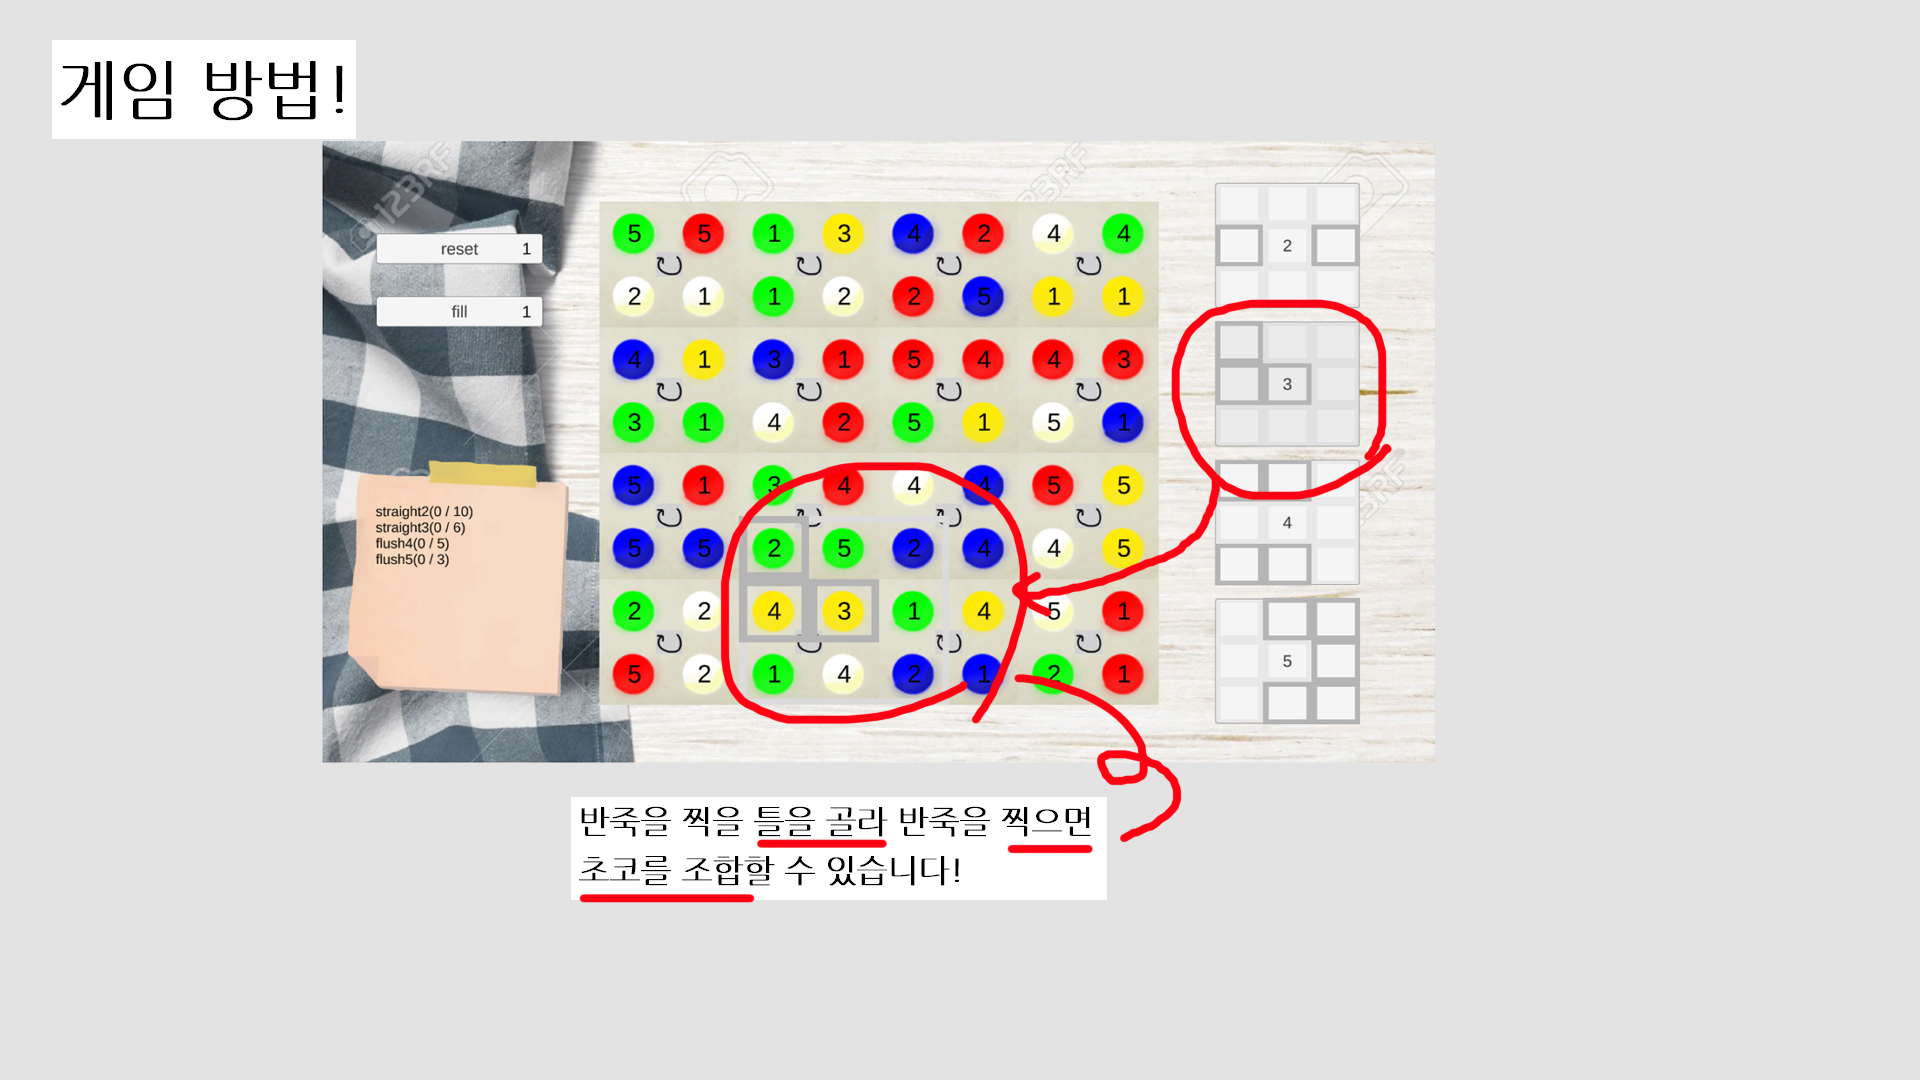 게임 방법!
123RF
123RF
123RF
reset 1
fill 1
straight2(0 / 10)
straight3(0 / 6)
flush4(0 / 5)
flush5(0 / 3)
5 5 1 3 4 2 4 4
2 1 1 2 2 5 1 1
4 1 3 1 5 4 4 3
3 1 4 2 5 1 5 1
5 1 3 4 4 4 5 5
5 5 2 5 2 4 4 5
2 2 4 3 1 4 5 1
5 2 1 4 2 1 2 1
2
3
4
5
반죽을 찍을 틀을 골라 반죽을 찍으면
초코를 조합할 수 있습니다!